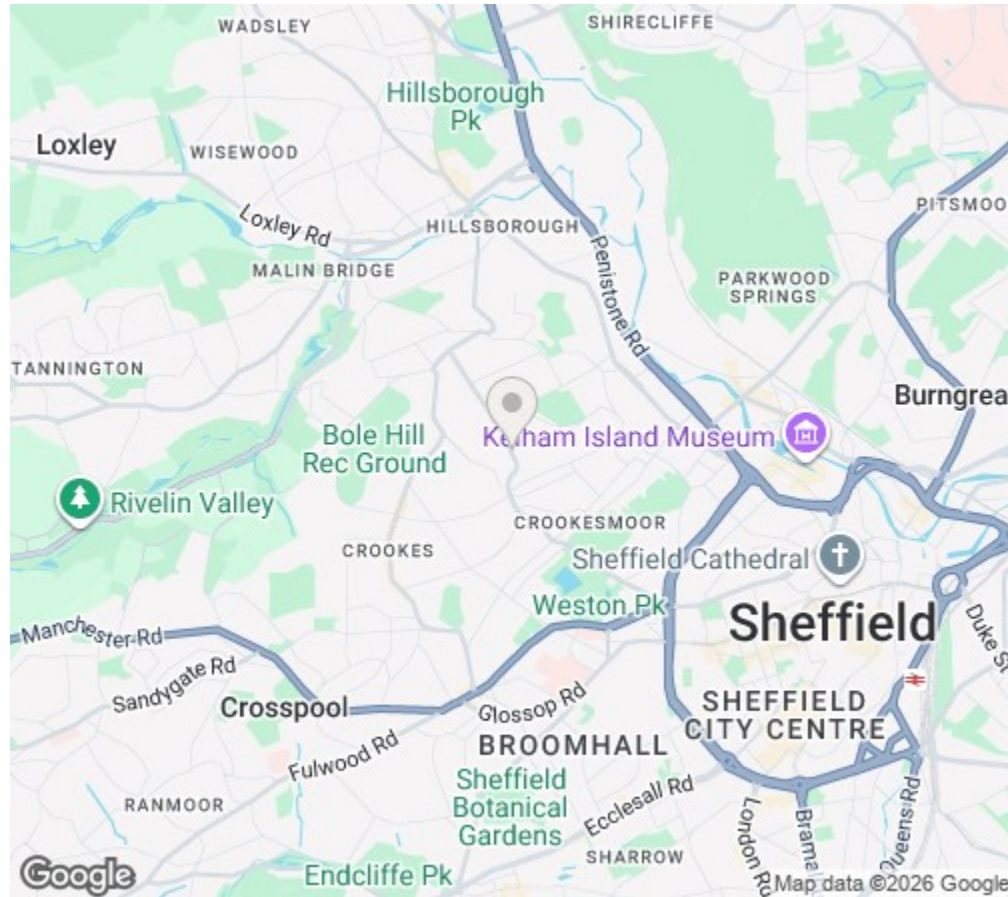 WADSLEY
SHIRECLIFFE
Hillsborough
Pk
Loxley
WISEWOOD
PITSMOO
Loxley Rd
HILLSBOROUGH
MALIN BRIDGE
Penistone Rd
PARKWOOD
SPRINGS
TANNINGTON
Burngrea
Bole Hill
Rec Ground
Kelham Island Museum
Rivelin Valley
CROOKESMOOR
CROOKES
Sheffield Cathedral
Weston Pk
Sheffield
Manchester Rd
Duke St
Sandygate Rd
Crosspool
Glossop Rd
SHEFFIELD
CITY CENTRE
Fulwood Rd
BROOMHALL
Sheffield
Botanical
Gardens
Ecclesall Rd
RANMOOR
London Rd
Brama
Queens Rd
SHARROW
Endcliffe Pk
Google
Map data ©2026 Google